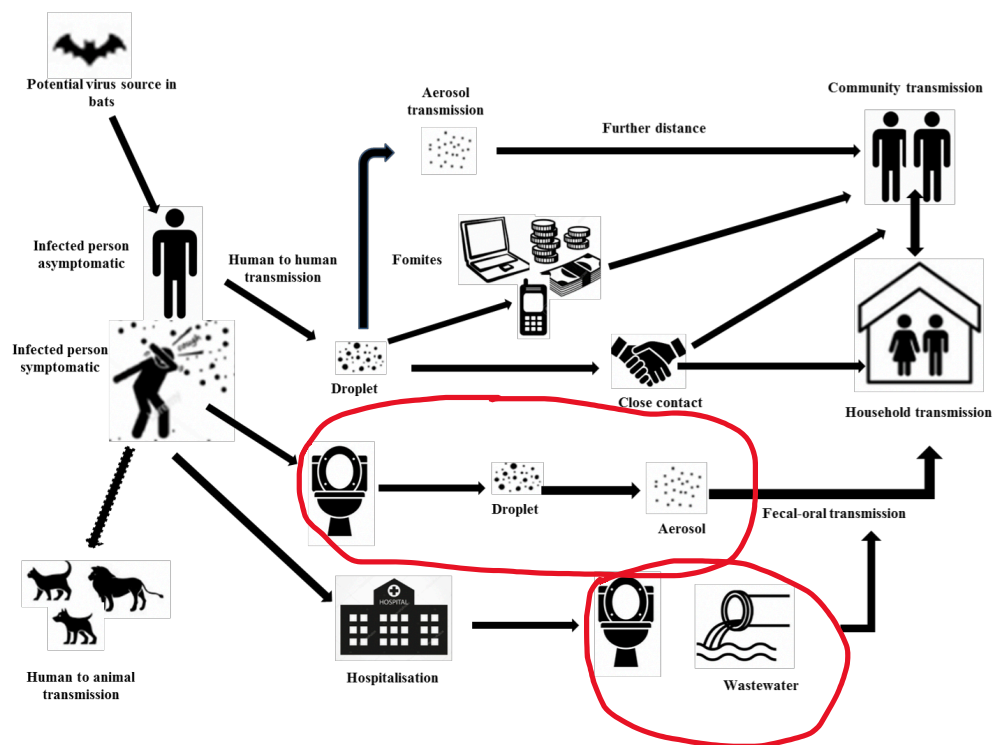 Potential virus source in
bats
Aerosol
transmission
Further distance
Community transmission
Infected person
asymptomatic
Human to human
transmission
Fomites
Infected person
symptomatic
Droplet
Close contact
Household transmission
Droplet
Aerosol
Fecal-oral transmission
HOSPITAL
Human to animal
transmission
Hospitalisation
Wastewater